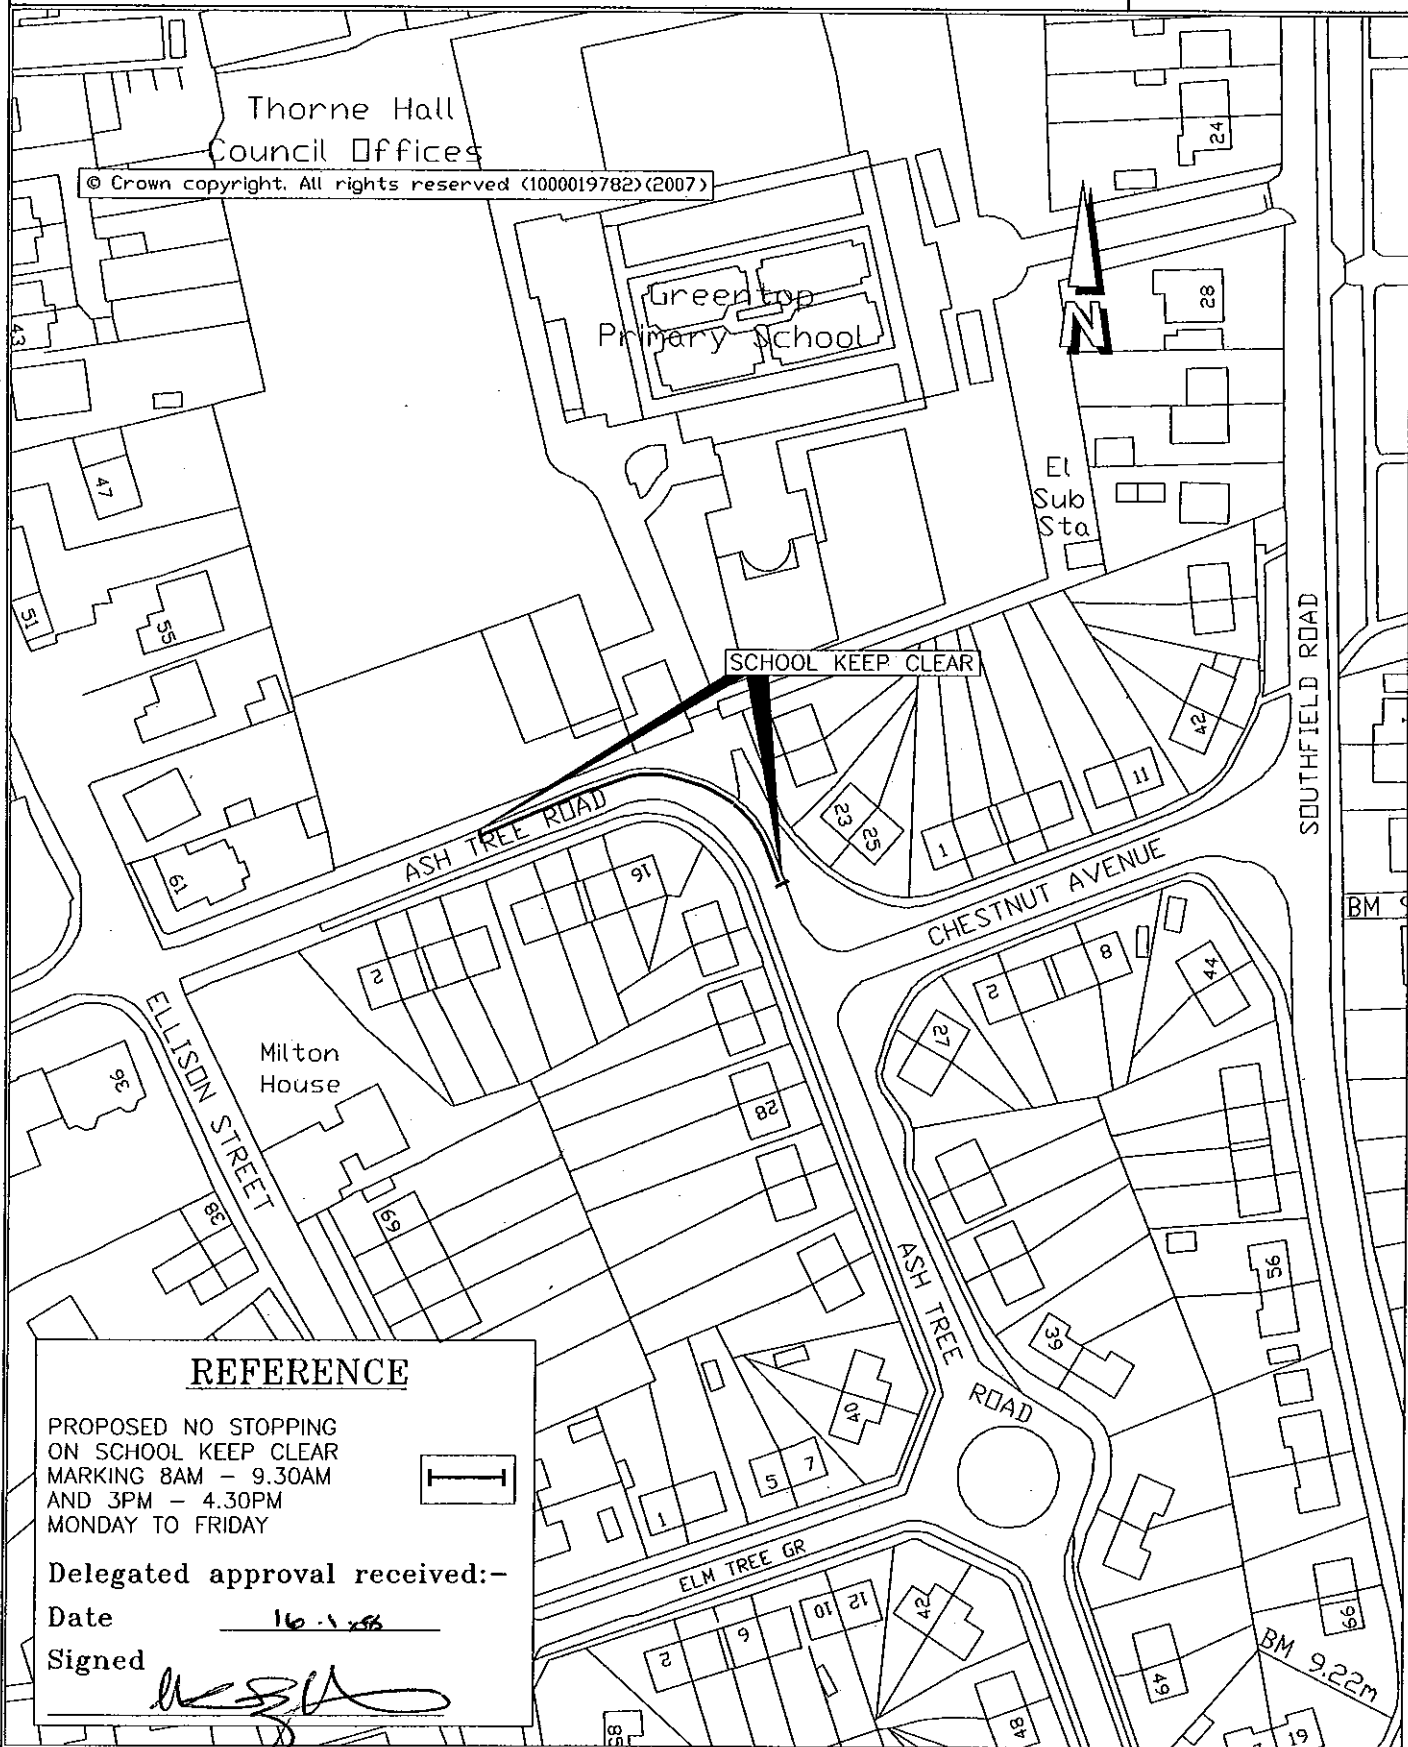 Thorne Hall
Council Offices
© Crown copyright. All rights reserved (1000019782)(2007)
24
Greentop
Primary School
28
43
N
47
El
Sub
Sta
51
55
SCHOOL KEEP CLEAR
SOUTHFIELD ROAD
42
11
23
25
1
ASH TREE ROAD
61
16
CHESTNUT AVENUE
BM 9
2
2
8
44
27
ELLISON STREET
Milton
House
36
28
38
69
ASH TREE
ROAD
56
39
40
5
7
1
ELM TREE GR
REFERENCE
PROPOSED NO STOPPING
ON SCHOOL KEEP CLEAR
MARKING 8AM - 9.30AM
AND 3PM - 4.30PM
MONDAY TO FRIDAY
Delegated approval received:-
Date
Signed
2
6
10
12
42
66
BM 9.22m
49
48
19